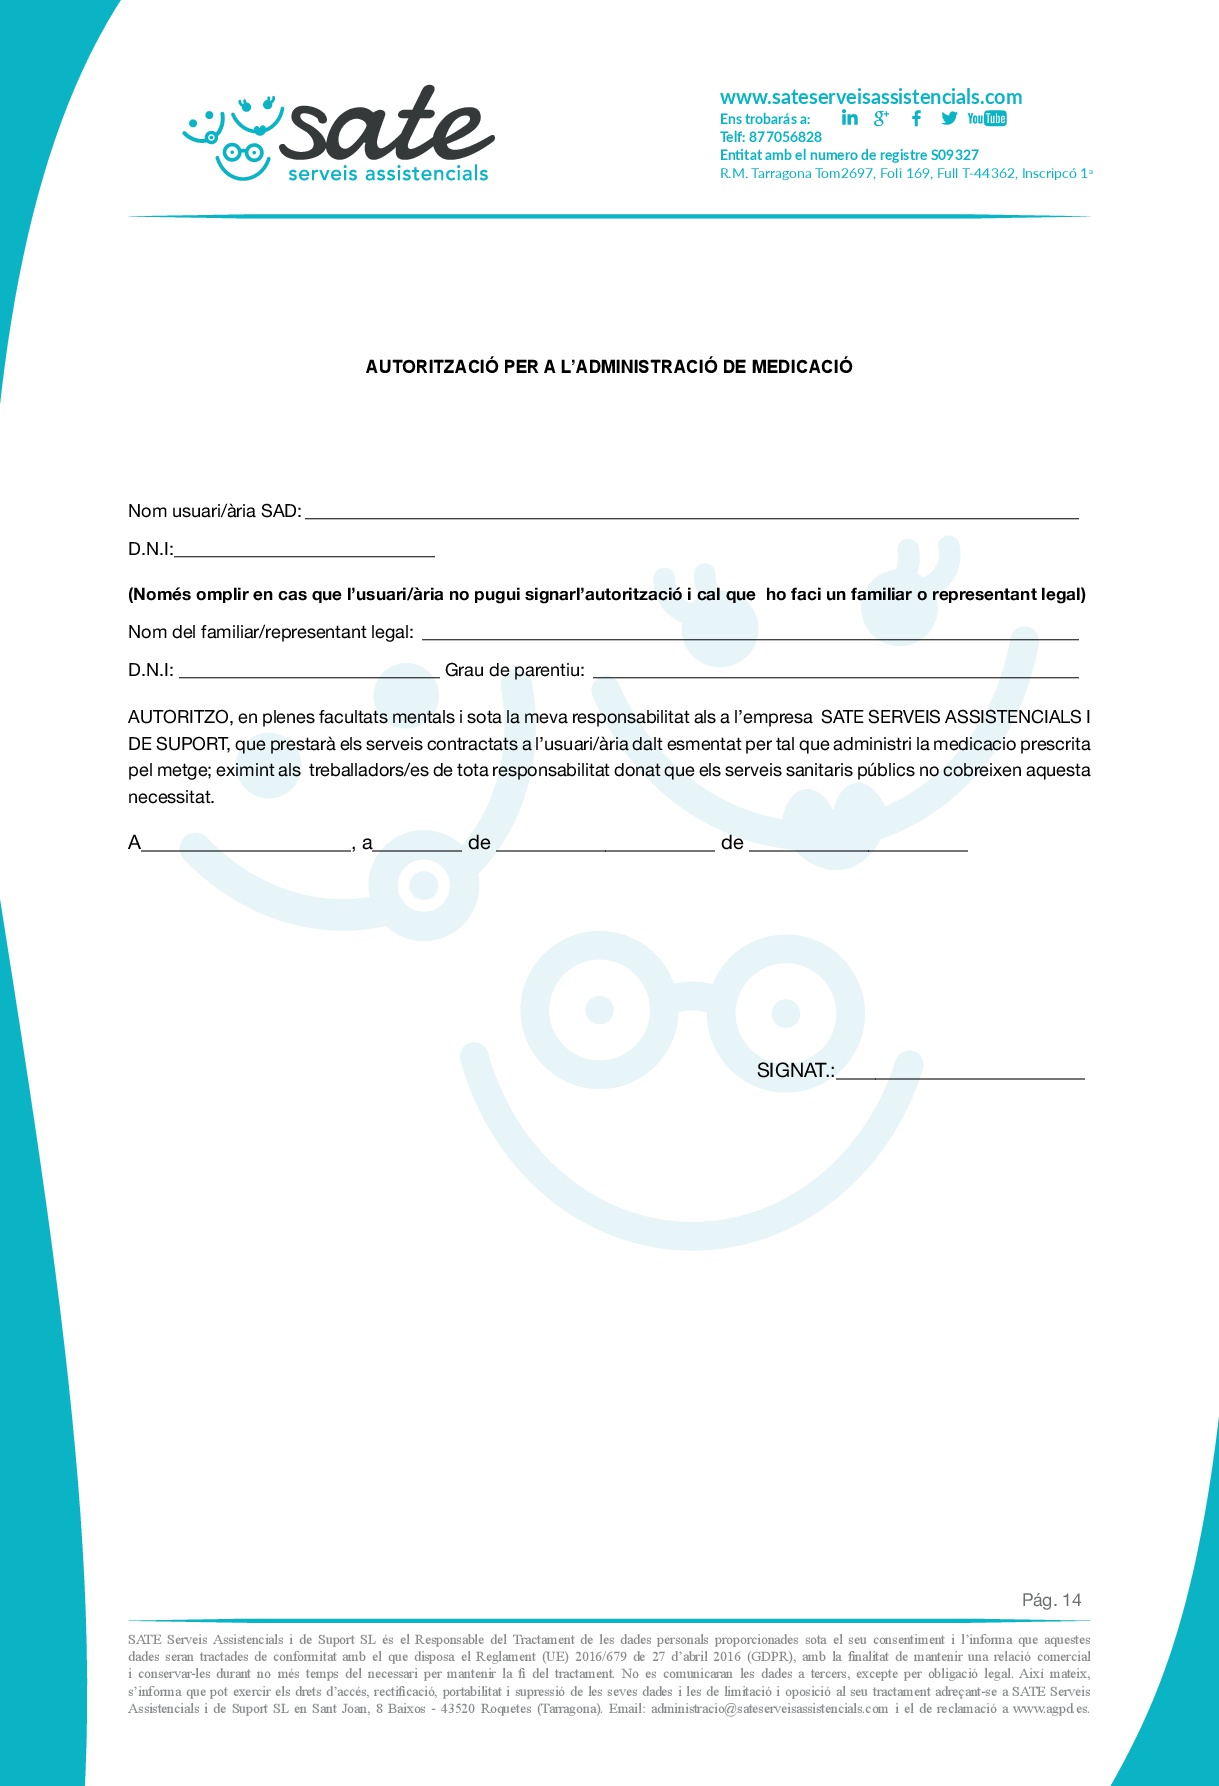 sate
serveis assistencials
www.sateserveisassistencials.com
Ens trobarás a: in g+ f YouTube
Telf: 877056828
Entitat amb el numero de registre S09327
R.M. Tarragona Tom2697, Foli 169, Full T-44362, Inscripcó 1ª
AUTORITZACIÓ PER A L’ADMINISTRACIÓ DE MEDICACIÓ
Nom usuari/ària SAD:
D.N.I:
(Només omplir en cas que l’usuari/ària no pugui signarl’autorització i cal que ho faci un familiar o representant legal)
Nom del familiar/representant legal:
D.N.I: Grau de parentiu:
AUTORITZO, en plenes facultats mentals i sota la meva responsabilitat als a l’empresa SATE SERVEIS ASSISTENCIALS I
DE SUPORT, que prestarà els serveis contractats a l’usuari/ària dalt esmentat per tal que administri la medicacio prescrita
pel metge; eximint als treballadors/es de tota responsabilitat donat que els serveis sanitaris públics no cobreixen aquesta
necessitat.
A____________________, a________ de ____________________ de ____________________
SIGNAT.:
Pág. 14
SATE Serveis Assistencials i de Suport SL és el Responsable del Tractament de les dades personals proporcionades sota el seu consentiment i l’informa que aquestes
dades seran tractades de conformitat amb el que disposa el Reglament (UE) 2016/679 de 27 d’abril 2016 (GDPR), amb la finalitat de mantenir una relació comercial
i conservar-les durant no més temps del necessari per mantenir la fi del tractament. No es comunicaran les dades a tercers, excepte per obligació legal. Així mateix,
s’informa que pot exercir els drets d’accés, rectificació, portabilitat i supressió de les seves dades i les de limitació i oposició al seu tractament adreçant-se a SATE Serveis
Assistencials i de Suport SL en Sant Joan, 8 Baixos - 43520 Roquetes (Tarragona). Email: administracio@sateserveisassistencials.com i el de reclamació a www.agpd.es.